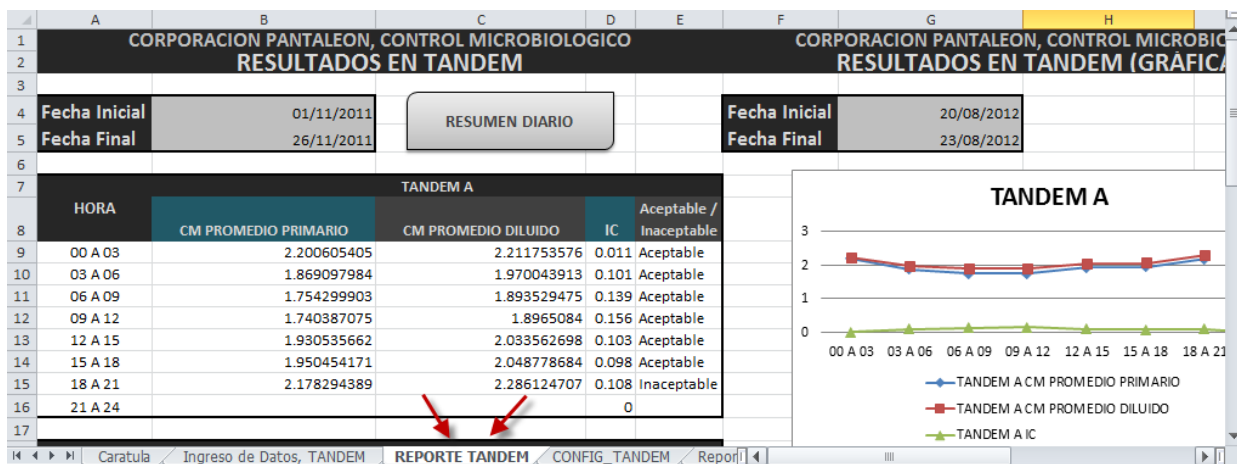 A B C D E F G H
1 CORPORACION PANTALEON, CONTROL MICROBIOLOGICO CORPORACION PANTALEON, CONTROL MICROBIC
2 RESULTADOS EN TANDEM RESULTADOS EN TANDEM (GRÁFICA
3
4 Fecha Inicial 01/11/2011 RESUMEN DIARIO Fecha Inicial 20/08/2012
5 Fecha Final 26/11/2011 Fecha Final 23/08/2012
6
7 TANDEM A
8 HORA CM PROMEDIO PRIMARIO CM PROMEDIO DILUIDO IC Aceptable / Inaceptable
9 00 A 03 2.200605405 2.211753576 0.011 Aceptable
10 03 A 06 1.869097984 1.970043913 0.101 Aceptable
11 06 A 09 1.754299903 1.893529475 0.139 Aceptable
12 09 A 12 1.740387075 1.8965084 0.156 Aceptable
13 12 A 15 1.930535662 2.033562698 0.103 Aceptable
14 15 A 18 1.950454171 2.048778684 0.098 Aceptable
15 18 A 21 2.178294389 2.286124707 0.108 Inaceptable
16 21 A 24 0
17
TANDEM A
3
2
1
0
00 A 03 03 A 06 06 A 09 09 A 12 12 A 15 15 A 18 18 A 21
TANDEM A CM PROMEDIO PRIMARIO
TANDEM A CM PROMEDIO DILUIDO
TANDEM A IC
Caratula Ingreso de Datos, TANDEM REPORTE TANDEM CONFIG_TANDEM Repor